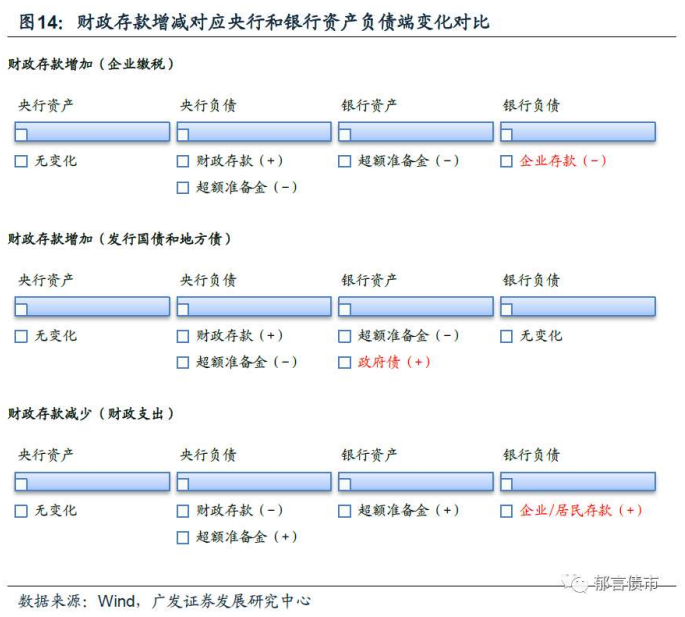 图14：财政存款增减对应央行和银行资产负债端变化对比
财政存款增加（企业缴税）
央行资产 央行负债 银行资产 银行负债
无变化 财政存款（+） 超额准备金（-） 企业存款（-）
超额准备金（-）
财政存款增加（发行国债和地方债）
央行资产 央行负债 银行资产 银行负债
无变化 财政存款（+） 超额准备金（-） 无变化
超额准备金（-） 政府债（+）
财政存款减少（财政支出）
央行资产 央行负债 银行资产 银行负债
无变化 财政存款（-） 超额准备金（+） 企业/居民存款（+）
超额准备金（+）
郁言债市
数据来源：Wind，广发证券发展研究中心